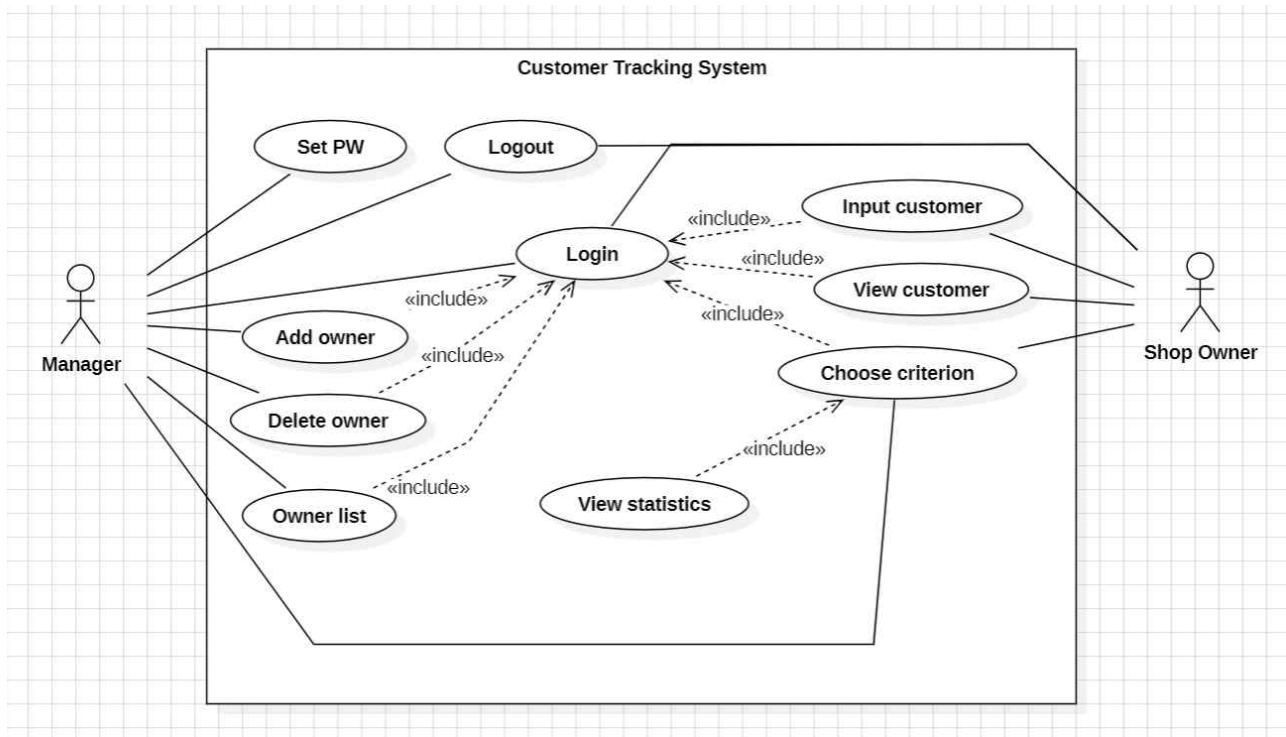 Customer Tracking System
Set PW
Logout
Input customer
«include»
Login
«include»
View customer
«include»
«include»
Add owner
«include»
Manager
Shop Owner
Choose criterion
Delete owner
«include»
«include»
View statistics
Owner list